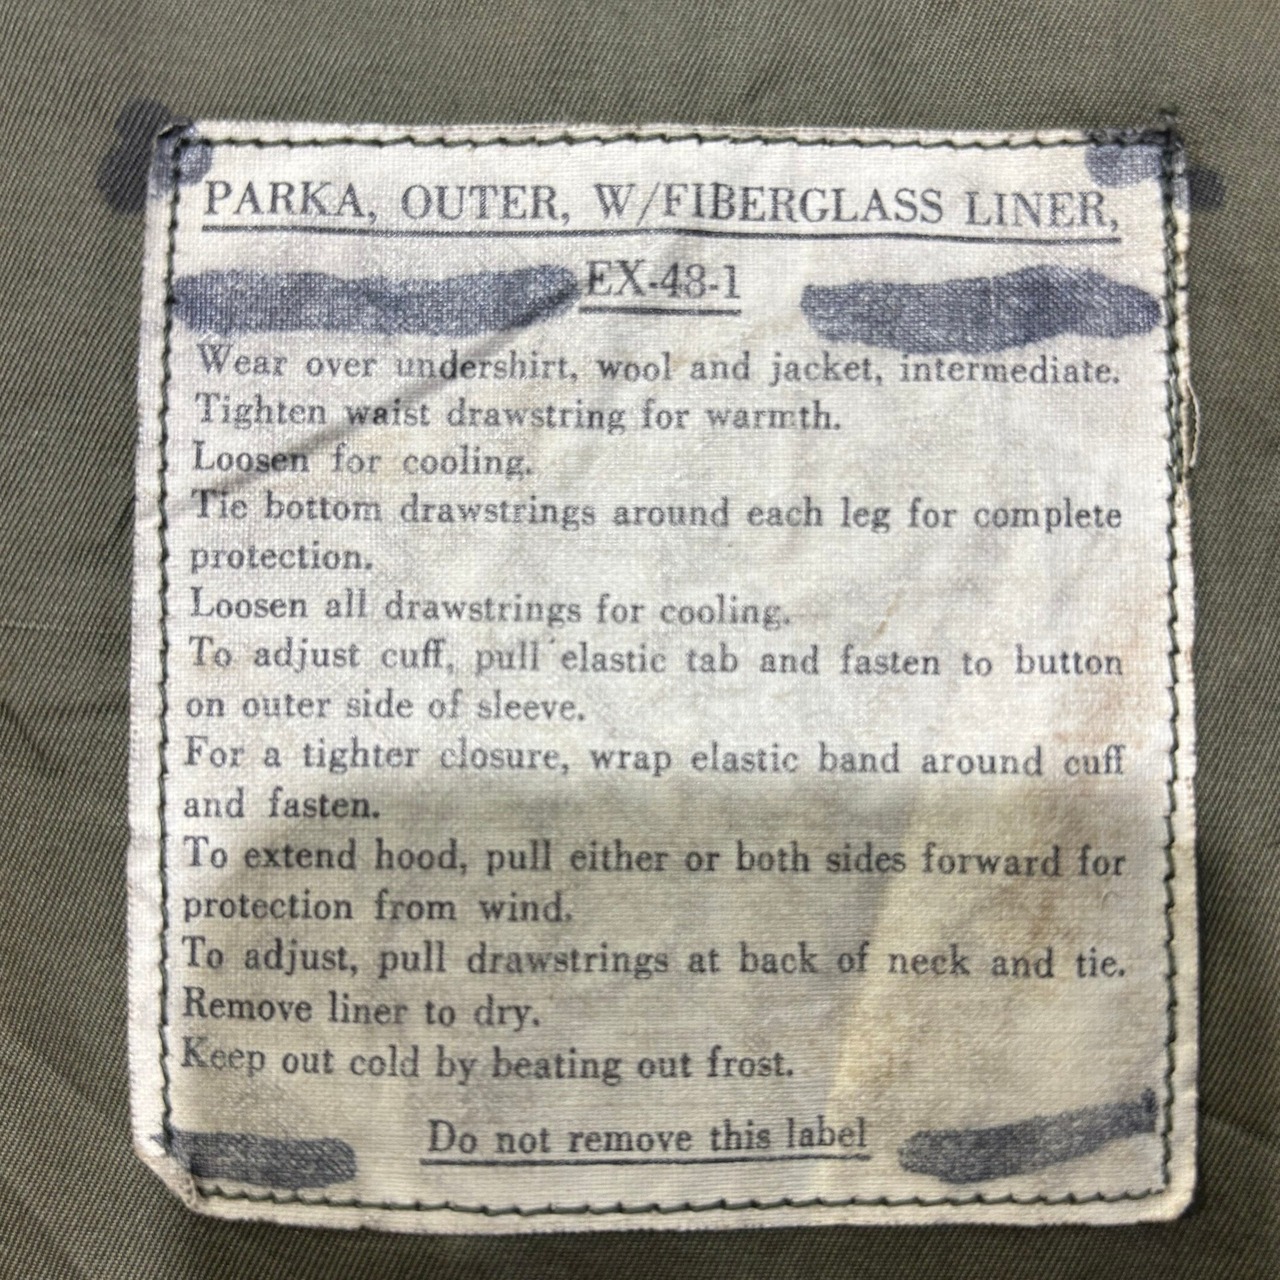 PARKA, OUTER, W/FIBERGLASS LINER,
EX-48-1
Wear over undershirt, wool and jacket, intermediate.
Tighten waist drawstring for warmth.
Loosen for cooling.
Tie bottom drawstrings around each leg for complete
protection.
Loosen all drawstrings for cooling.
To adjust cuff, pull elastic tab and fasten to button
on outer side of sleeve.
For a tighter closure, wrap elastic band around cuff
and fasten.
To extend hood, pull either or both sides forward for
protection from wind.
To adjust, pull drawstrings at back of neck and tie.
Remove liner to dry.
Keep out cold by beating out frost.
Do not remove this label